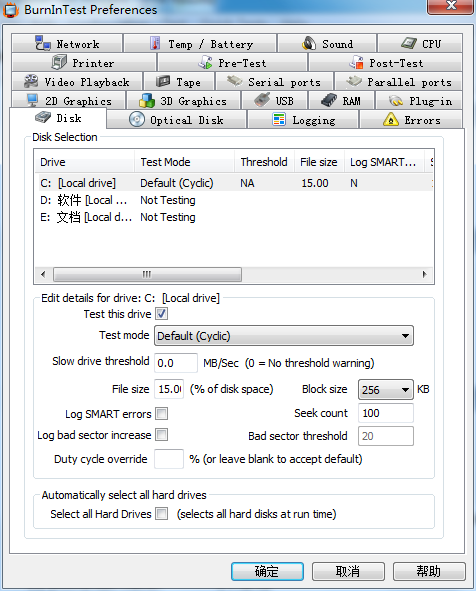 BurnInTest Preferences
Network
Temp / Battery
Sound
CPU
Printer
Pre-Test
Post-Test
Video Playback
Tape
Serial ports
Parallel ports
2D Graphics
3D Graphics
USB
RAM
Plug-in
Disk
Optical Disk
Logging
Errors
Disk Selection
Drive Test Mode Threshold File size Log SMART... S
C: [Local drive] Default (Cyclic) NA 15.00 N
D: 软件 [Local ... Not Testing
E: 文档 [Local d... Not Testing
Edit details for drive: C: [Local drive]
Test this drive
Test mode Default (Cyclic)
Slow drive threshold 0.0 MB/Sec (0 = No threshold warning)
File size 15.0 (% of disk space) Block size 256 KB
Log SMART errors Seek count 100
Log bad sector increase Bad sector threshold 20
Duty cycle override % (or leave blank to accept default)
Automatically select all hard drives
Select all Hard Drives (selects all hard disks at run time)
确定 取消 帮助